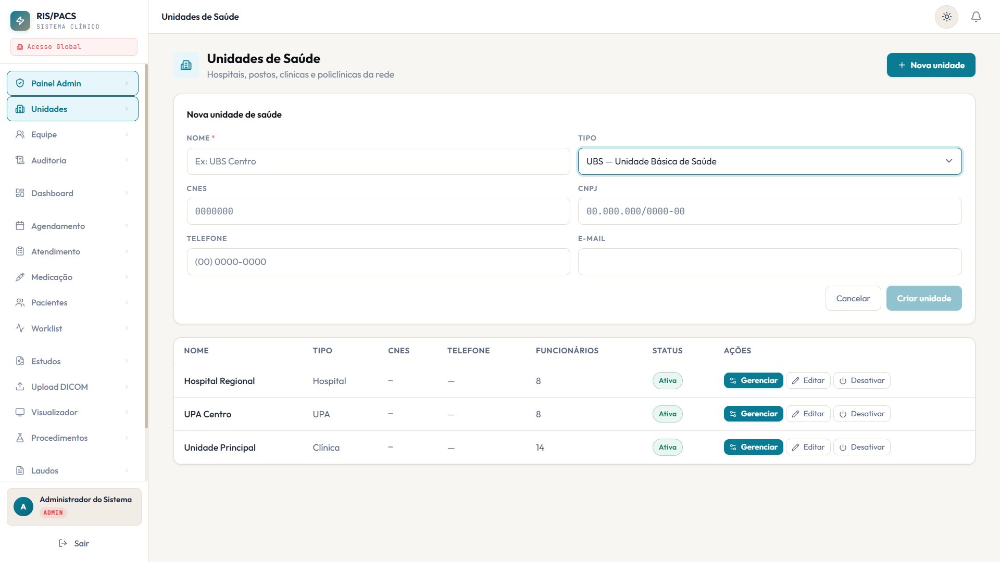 RIS/PACS
SISTEMA CLÍNICO
Acesso Global
Painel Admin
Unidades
Equipe
Auditoria
Dashboard
Agendamento
Atendimento
Medicação
Pacientes
Worklist
Estudos
Upload DICOM
Visualizador
Procedimentos
Laudos
A
Administrador do Sistema
ADMIN
Sair
Unidades de Saúde
Unidades de Saúde
Hospitais, postos, clínicas e policlínicas da rede
Nova unidade
Nova unidade de saúde
NOME * TIPO
Ex: UBS Centro UBS — Unidade Básica de Saúde
CNES CNPJ
0000000 00.000.000/0000-00
TELEFONE E-MAIL
(00) 0000-0000
Cancelar Criar unidade
NOME TIPO CNES TELEFONE FUNCIONÁRIOS STATUS AÇÕES
Hospital Regional Hospital — — 8 Ativa Gerenciar Editar Desativar
UPA Centro UPA — — 8 Ativa Gerenciar Editar Desativar
Unidade Principal Clínica — — 14 Ativa Gerenciar Editar Desativar